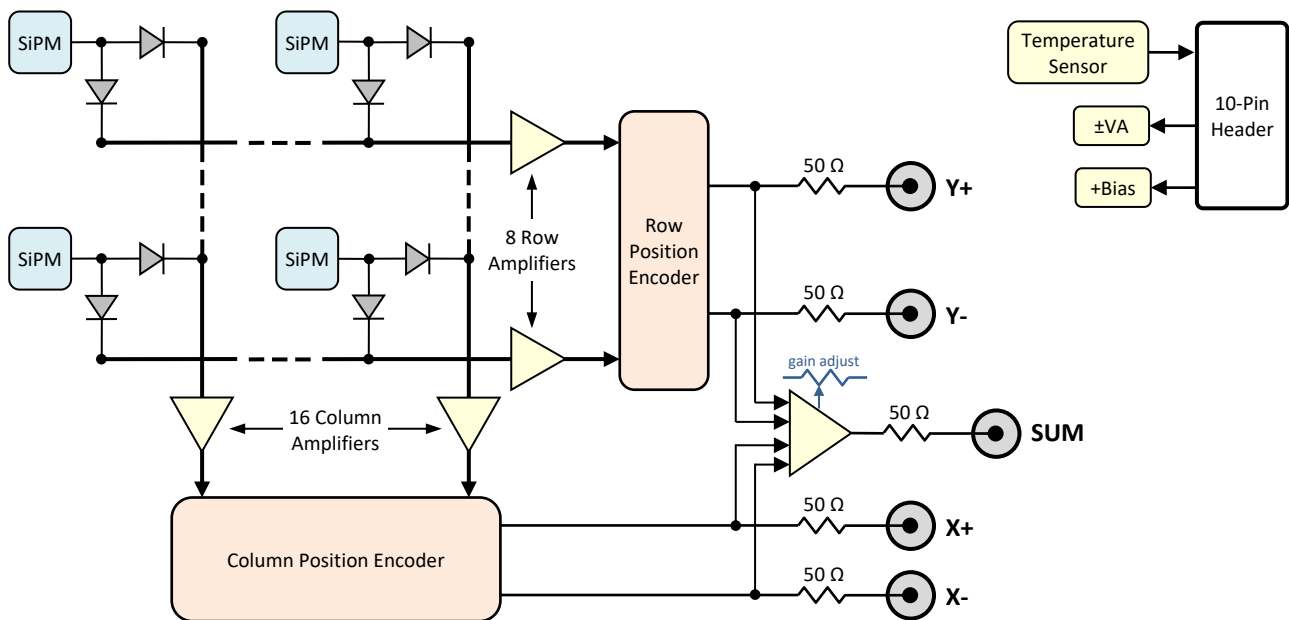 SiPM
SiPM
Temperature
Sensor
10-Pin
Header
±VA
+Bias
50 Ω
Y+
Row
Position
Encoder
8 Row
Amplifiers
SiPM
SiPM
50 Ω
Y-
gain adjust
16 Column
Amplifiers
50 Ω
SUM
Column Position Encoder
50 Ω
X+
50 Ω
X-